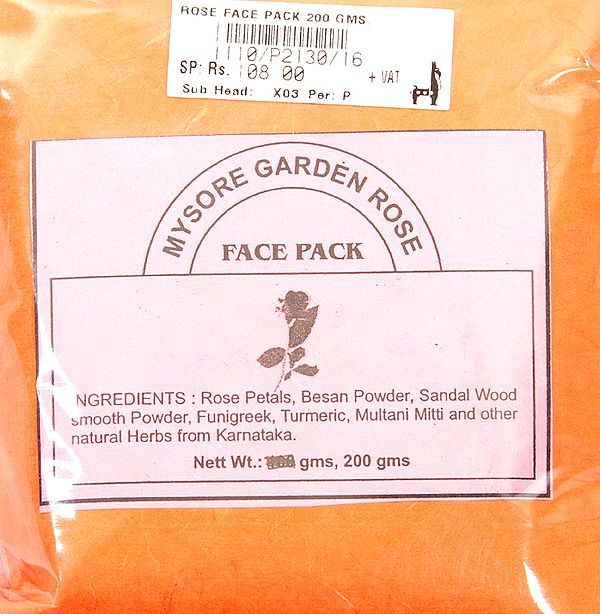 ROSE FACE PACK 200 GMS.
1110/P2130/16
SP: Rs. 108 00 + VAT
Sub Head: X03 Per: P
MYSORE GARDEN ROSE
FACE PACK
INGREDIENTS : Rose Petals, Besan Powder, Sandal Wood
smooth Powder, Funigreek, Turmeric, Multani Mitti and other
natural Herbs from Karnataka.
Nett Wt.: gms, 200 gms